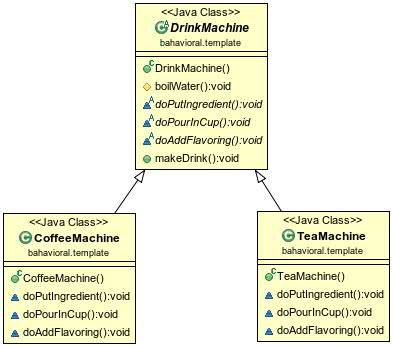 <<Java Class>>
DrinkMachine
bahavioral.template
DrinkMachine()
boilWater():void
doPutIngredient():void
doPourInCup():void
doAddFlavoring():void
makeDrink():void
<<Java Class>>
CoffeeMachine
bahavioral.template
CoffeeMachine()
doPutIngredient():void
doPourInCup():void
doAddFlavoring():void
<<Java Class>>
TeaMachine
bahavioral.template
TeaMachine()
doPutIngredient():void
doPourInCup():void
doAddFlavoring():void